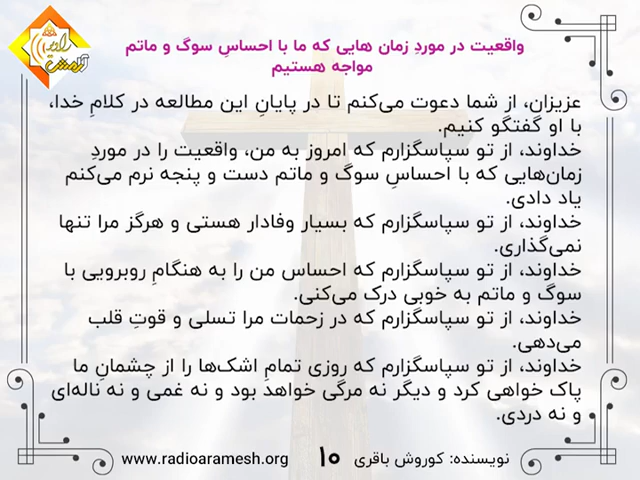 رادیو
آرامش
واقعیت در موردِ زمان هایی که ما با احساسِ سوگ و ماتم
مواجه هستیم
عزیزان، از شما دعوت می‌کنم تا در پایانِ این مطالعه در کلامِ خدا،
با او گفتگو کنیم.
خداوند، از تو سپاسگزارم که امروز به من، واقعیت را در موردِ
زمان‌هایی که با احساسِ سوگ و ماتم دست و پنجه نرم می‌کنم
یاد دادی.
خداوند، از تو سپاسگزارم که بسیار وفادار هستی و هرگز مرا تنها
نمی‌گذاری.
خداوند، از تو سپاسگزارم که احساس من را به هنگامِ روبرویی با
سوگ و ماتم به خوبی درک می‌کنی.
خداوند، از تو سپاسگزارم که در زحمات مرا تسلی و قوتِ قلب
می‌دهی.
خداوند، از تو سپاسگزارم که روزی تمامِ اشک‌ها را از چشمانِ ما
پاک خواهی کرد و دیگر نه مرگی خواهد بود و نه غمی و نه ناله‌ای
و نه دردی.
نویسنده: کوروش باقری ۱۰ www.radioaramesh.org